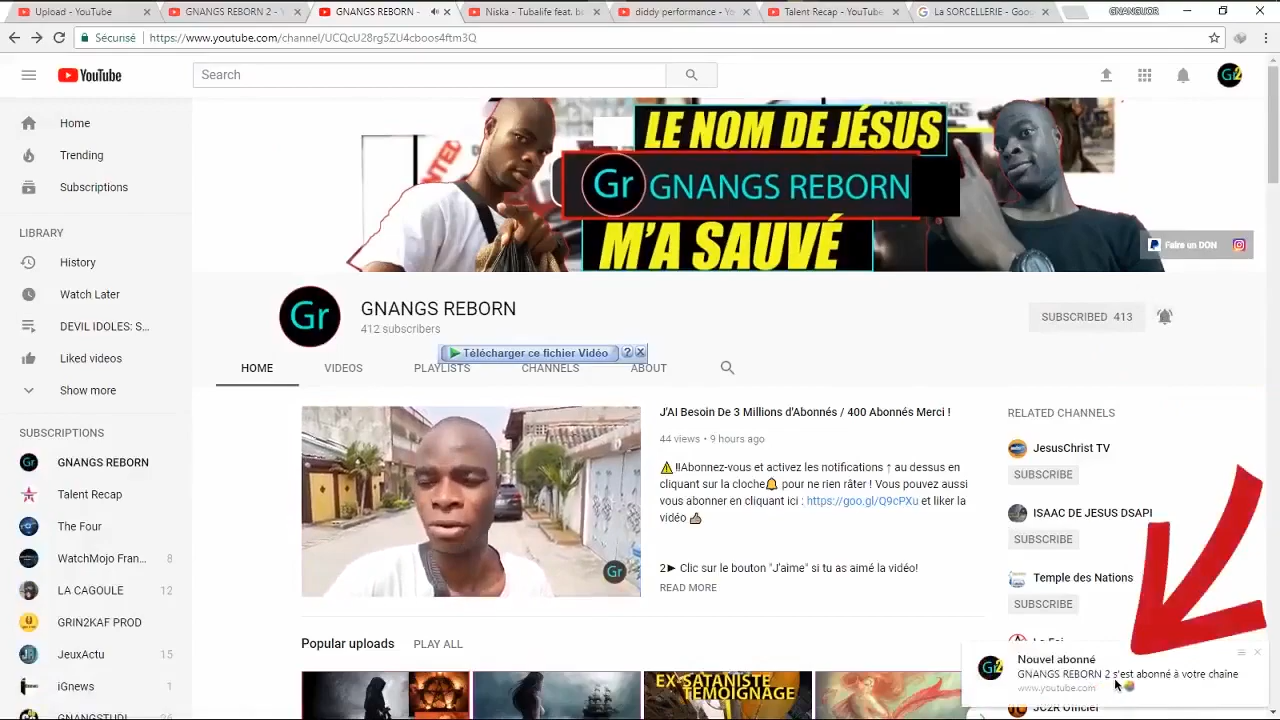 Upload - YouTube
GNANGS REBORN 2 - Y
GNANGS REBORN -
Niska - Tubalife feat. b
diddy performance - Yo
Talent Recap - YouTube
La SORCELLERIE - Goo
GNANGUOR
Sécurisé
https://www.youtube.com/channel/UCQcU28rg5ZU4cboos4ftm3Q
YouTube
Search
Gr2
Home
Trending
Subscriptions
LIBRARY
History
Watch Later
DEVIL IDOLES: S...
Liked videos
Show more
SUBSCRIPTIONS
GNANGS REBORN
Talent Recap
The Four
WatchMojo Fran... 8
LA CAGOULE 12
GRIN2KAF PROD
JeuxActu 15
iGnews 1
LE NOM DE JÉSUS
Gr GNANGS REBORN
M'A SAUVÉ
Faire un DON
Gr
GNANGS REBORN
412 subscribers
SUBSCRIBED 413
Télécharger ce fichier Vidéo ? X
HOME
VIDEOS
PLAYLISTS
CHANNELS
ABOUT
J'AI Besoin De 3 Millions d'Abonnés / 400 Abonnés Merci !
44 views • 9 hours ago
⚠️!!Abonnez-vous et activez les notifications ↑ au dessus en
cliquant sur la cloche🔔 pour ne rien râter ! Vous pouvez aussi
vous abonner en cliquant ici : https://goo.gl/Q9cPXu et liker la
vidéo 👍
2► Clic sur le bouton "J'aime" si tu as aimé la vidéo!
READ MORE
Gr
RELATED CHANNELS
JesusChrist TV
SUBSCRIBE
ISAAC DE JESUS DSAPI
SUBSCRIBE
Temple des Nations
SUBSCRIBE
Popular uploads
PLAY ALL
EX-SATANISTE
TÉMOIGNAGE
Gr2
Nouvel abonné
GNANGS REBORN 2 s'est abonné à votre chaîne
www.youtube.com
JC2R Officiel